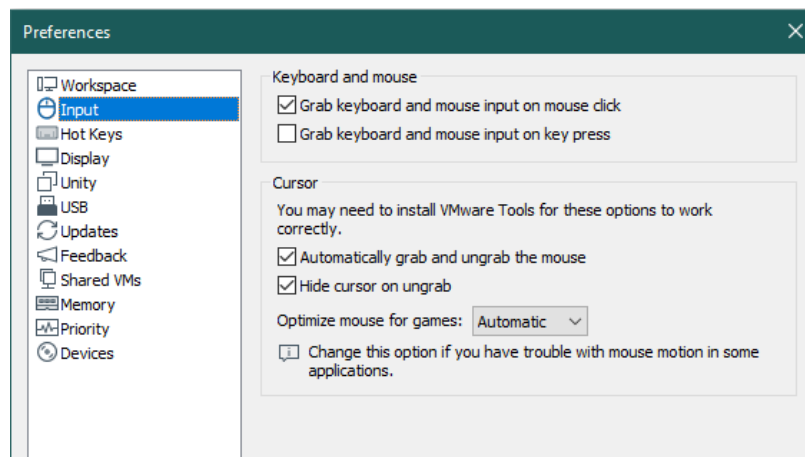 Preferences
Workspace
Input
Hot Keys
Display
Unity
USB
Updates
Feedback
Shared VMs
Memory
Priority
Devices
Keyboard and mouse
Grab keyboard and mouse input on mouse click
Grab keyboard and mouse input on key press
Cursor
You may need to install VMware Tools for these options to work
correctly.
Automatically grab and ungrab the mouse
Hide cursor on ungrab
Optimize mouse for games: Automatic
Change this option if you have trouble with mouse motion in some
applications.